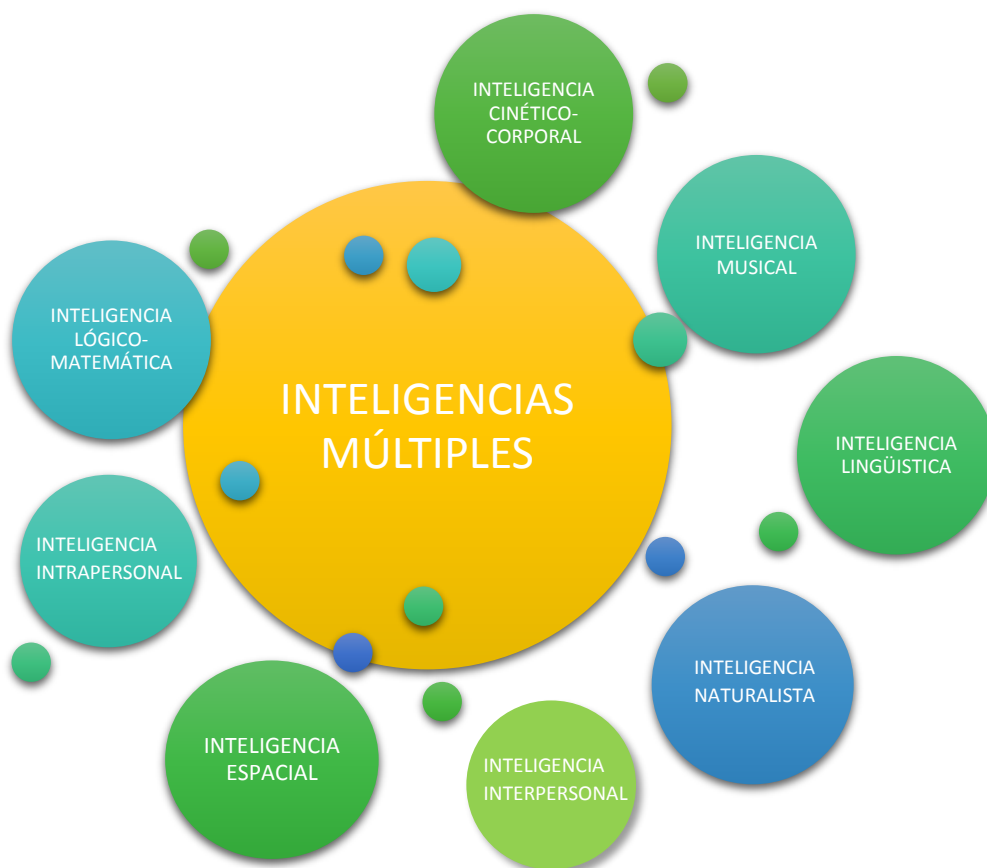 INTELIGENCIA
CINÉTICO-
CORPORAL
INTELIGENCIA
MUSICAL
INTELIGENCIA
LÓGICO-
MATEMÁTICA
INTELIGENCIAS
MÚLTIPLES
INTELIGENCIA
LINGÜISTICA
INTELIGENCIA
INTRAPERSONAL
INTELIGENCIA
NATURALISTA
INTELIGENCIA
ESPACIAL
INTELIGENCIA
INTERPERSONAL